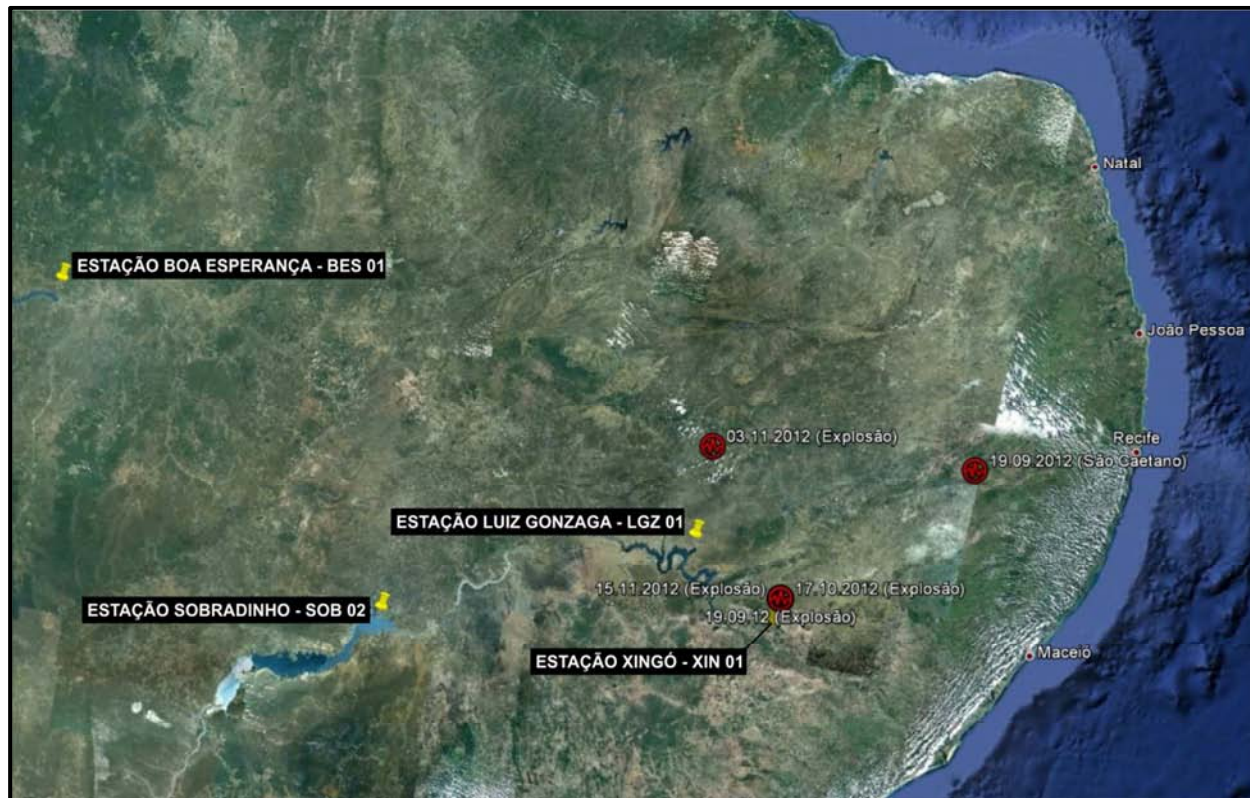 Natal
ESTAÇÃO BOA ESPERANÇA - BES 01
João Pessoa
03.11.2012 (Explosão)
Recife
19.09.2012 (São Caetano)
ESTAÇÃO LUIZ GONZAGA - LGZ 01
15.11.2012 (Explosão)
17.10.2012 (Explosão)
ESTAÇÃO SOBRADINHO - SOB 02
19.09.12 (Explosão)
Maceió
ESTAÇÃO XINGÓ - XIN 01